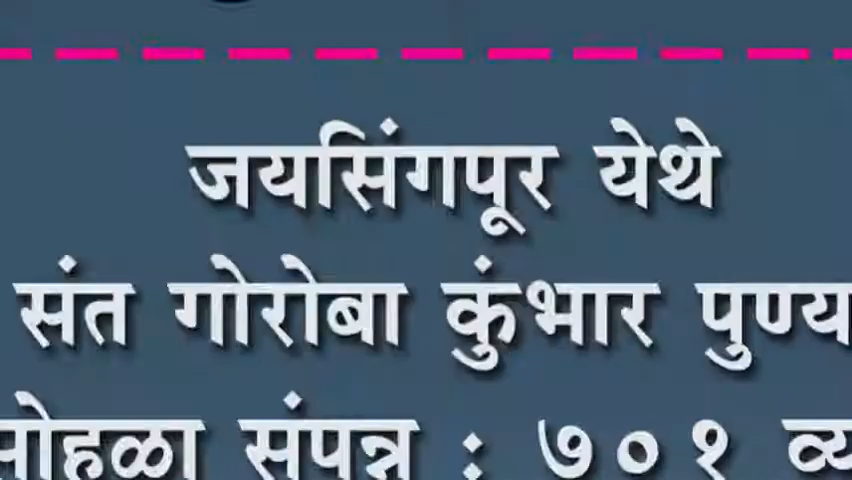 जयसिंगपूर येथे
संत गोरोबा कुंभार पुण्य
सोहळा संपन्न : ७०१ व्य